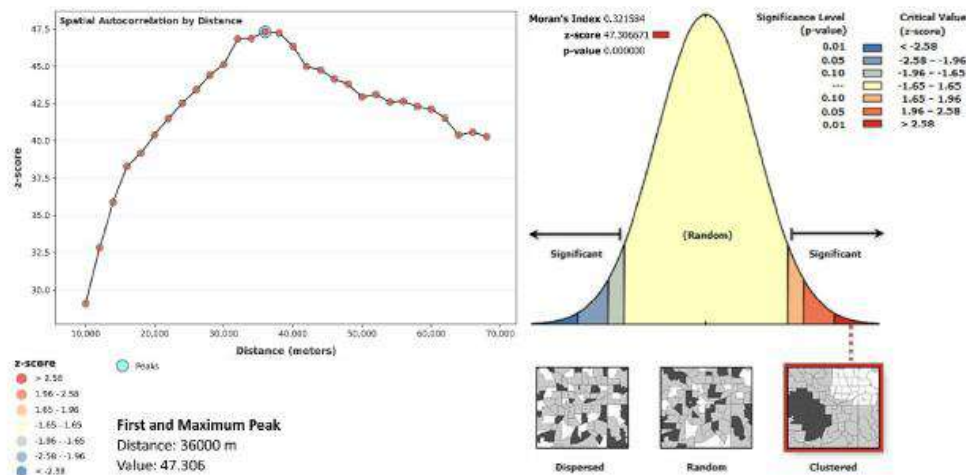 Spatial Autocorrelation by Distance
47.5
45.0
42.5
40.0
37.5
35.0
32.5
30.0
z-score
10,000 20,000 30,000 40,000 50,000 60,000 70,000
Distance (meters)
z-score
> 2.58
1.96 - 2.58
1.65 - 1.96
-1.65 - 1.65
-1.96 - -1.65
-2.58 - -1.96
< -2.58
Peaks
First and Maximum Peak
Distance: 36000 m
Value: 47.306
Moran's Index 0.321584
z-score 47.306671
p-value 0.000000
Significance Level (p-value)
Critical Value (z-score)
0.01 < -2.58
0.05 -2.58 - -1.96
0.10 -1.96 - -1.65
--- -1.65 - 1.65
0.10 1.65 - 1.96
0.05 1.96 - 2.58
0.01 > 2.58
Significant
(Random)
Significant
Dispersed
Random
Clustered